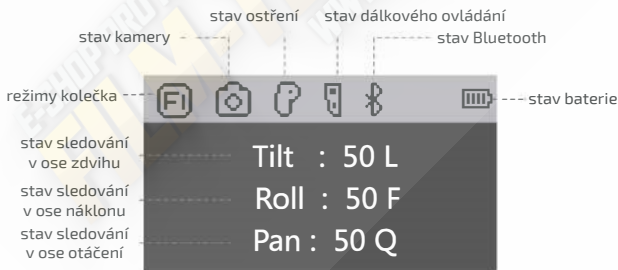 stav ostření
stav dálkového ovládání
stav kamery
stav Bluetooth
režimy kolečka
FI
stav baterie
stav sledování
v ose zdvihu
Tilt : 50 L
stav sledování
v ose náklonu
Roll : 50 F
stav sledování
v ose otáčení
Pan : 50 Q